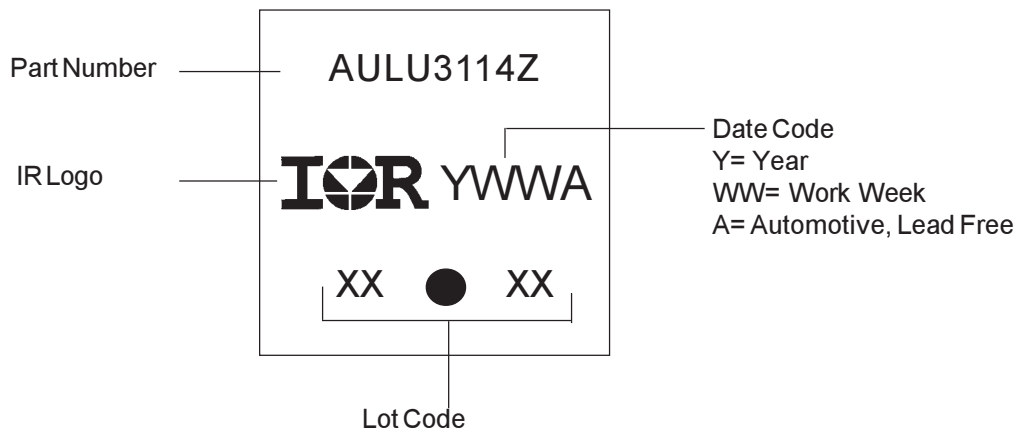 Part Number
AULU3114Z
IR Logo
IOR YWWA
Date Code
Y= Year
WW= Work Week
A= Automotive, Lead Free
XX XX
Lot Code